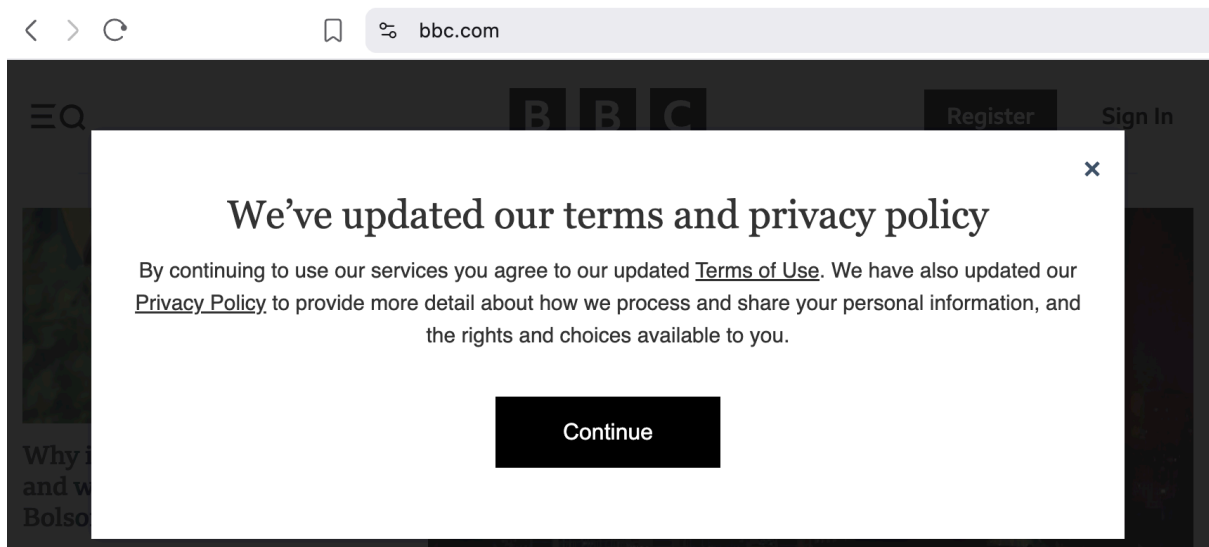 bbc.com
BBC Register Sign In
×
We’ve updated our terms and privacy policy
By continuing to use our services you agree to our updated Terms of Use. We have also updated our
Privacy Policy to provide more detail about how we process and share your personal information, and
the rights and choices available to you.
Continue
Why
and